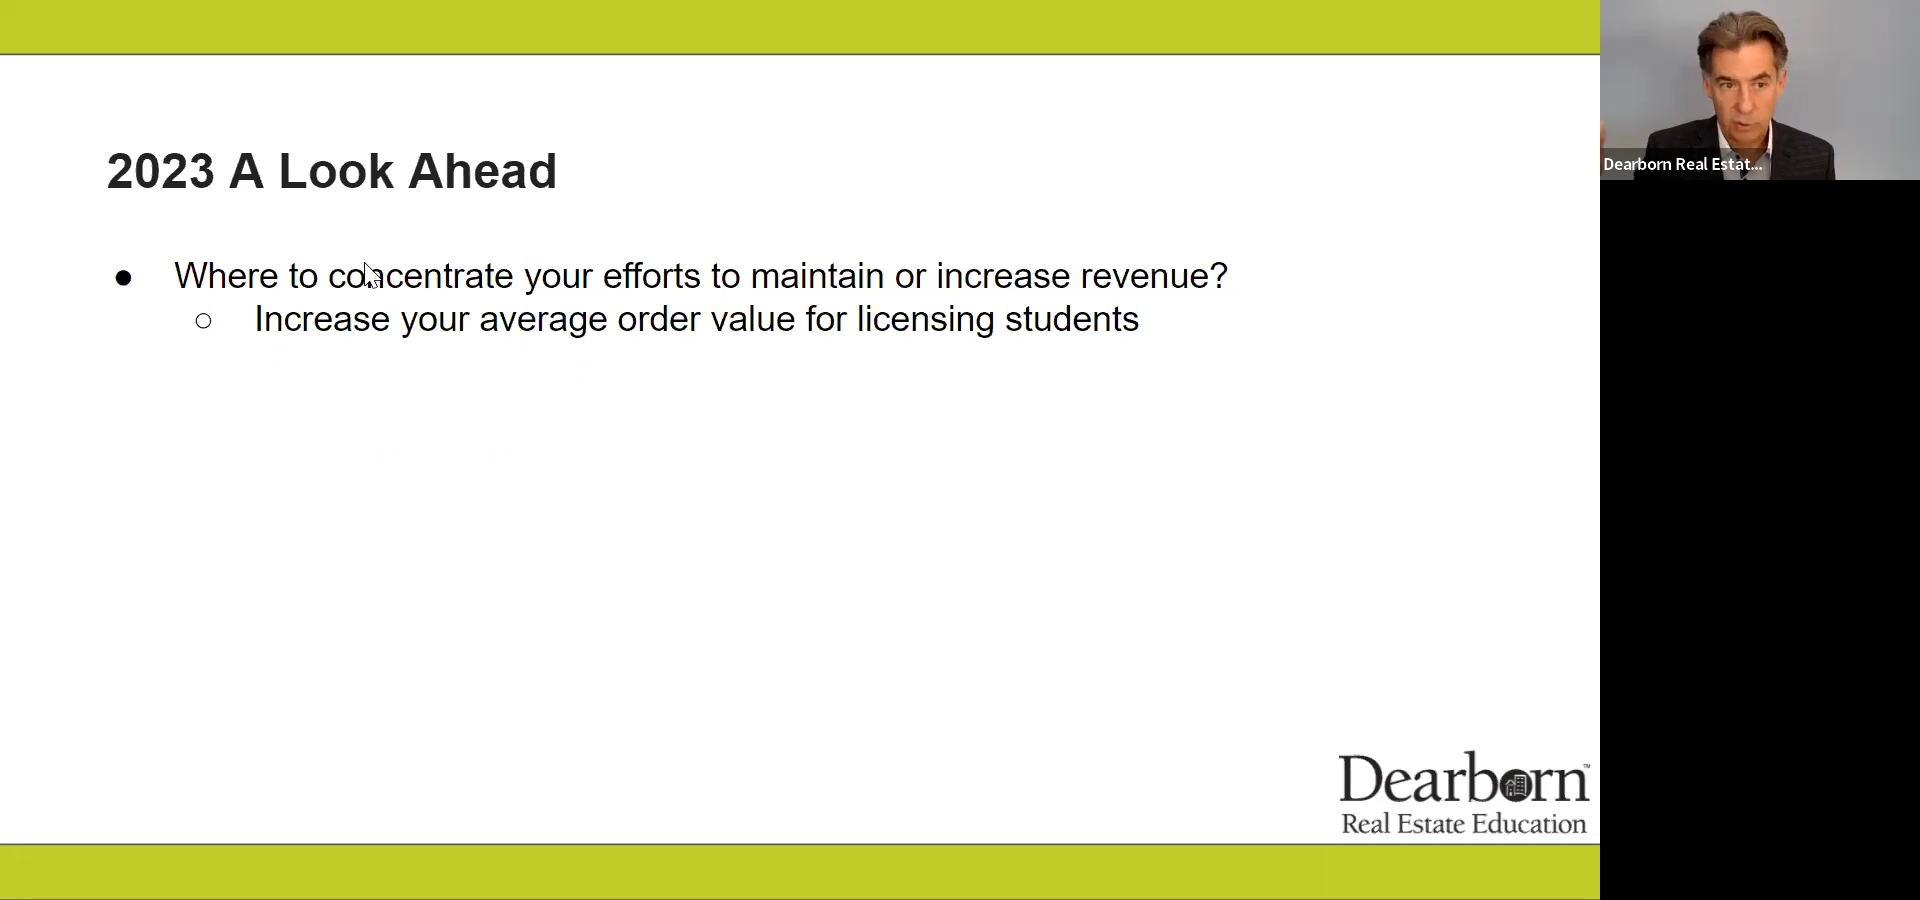 2023 A Look Ahead
Where to concentrate your efforts to maintain or increase revenue?
Increase your average order value for licensing students
Dearborn™
Real Estate Education
Dearborn Real Estat...